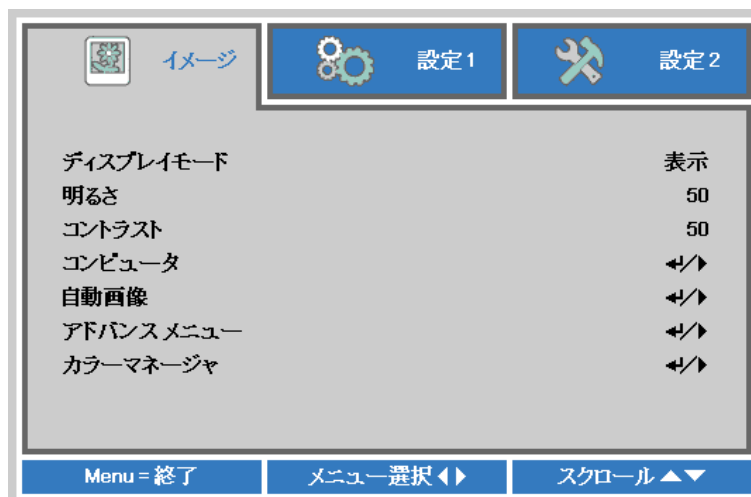 イメージ
設定1
設定2
ディスプレイモード 表示
明るさ 50
コントラスト 50
コンピュータ ↵/▶
自動画像 ↵/▶
アドバンス メニュー ↵/▶
カラーマネージャ ↵/▶
Menu = 終了
メニュー選択◀▶
スクロール▲▼